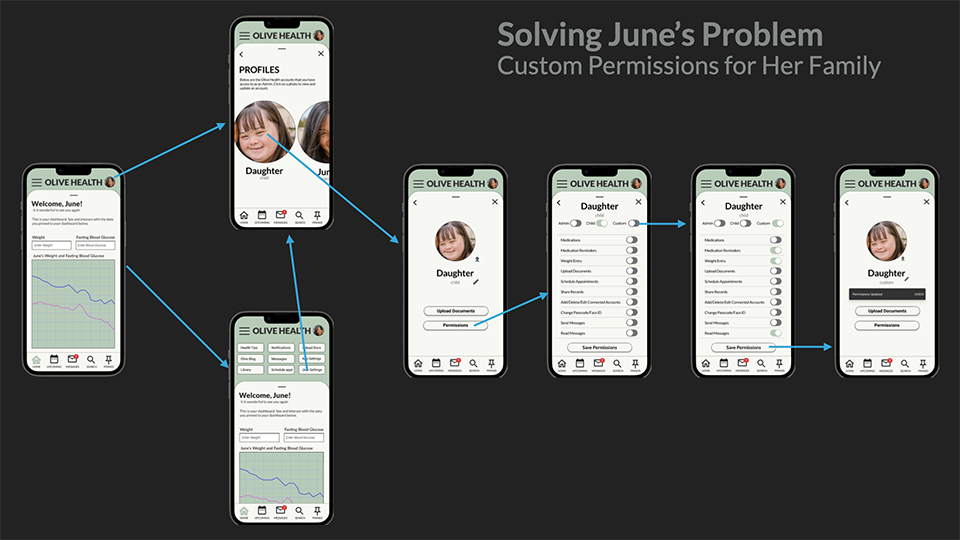 Solving June's Problem
Custom Permissions for Her Family
OLIVE HEALTH
Welcome, June!
It is wonderful to see you again
This is your dashboard. See and interact with the data
you pinned to your dashboard below.
Weight
Fasting Blood Glucose
Enter Weight
Enter Blood Glucose
June's Weight and Fasting Blood Glucose
HOME
UPCOMING
MESSAGES
SEARCH
PINNED
OLIVE HEALTH
PROFILES
Below are the Olive Health accounts that you have
access to as an Admin. Click on a photo to view and
update an account.
Daughter
child
Jun
HOME
UPCOMING
MESSAGES
SEARCH
PINNED
OLIVE HEALTH
Health Tips
Notifications
Upload Docs
Olive Blog
Messages
Settings
Library
Schedule appt
Settings
Welcome, June!
It is wonderful to see you again
This is your dashboard. See and interact with the data
you pinned to your dashboard below.
Weight
Fasting Blood Glucose
Enter Weight
Enter Blood Glucose
June's Weight and Fasting Blood Glucose
HOME
UPCOMING
MESSAGES
SEARCH
PINNED
OLIVE HEALTH
Daughter
child
Upload Documents
Permissions
HOME
UPCOMING
MESSAGES
SEARCH
PINNED
OLIVE HEALTH
Daughter
child
Admin
Child
Custom
Medications
Medication Reminders
Weight Entry
Upload Documents
Schedule Appointments
Share Records
Add/Delete/Edit Connected Accounts
Change Passcode/Face ID
Send Messages
Read Messages
Save Permissions
HOME
UPCOMING
MESSAGES
SEARCH
PINNED
OLIVE HEALTH
Daughter
child
Admin
Child
Custom
Medications
Medication Reminders
Weight Entry
Upload Documents
Schedule Appointments
Share Records
Add/Delete/Edit Connected Accounts
Change Passcode/Face ID
Send Messages
Read Messages
Save Permissions
HOME
UPCOMING
MESSAGES
SEARCH
PINNED
OLIVE HEALTH
Daughter
custom
Permissions Updated
UNDO
Upload Documents
Permissions
HOME
UPCOMING
MESSAGES
SEARCH
PINNED